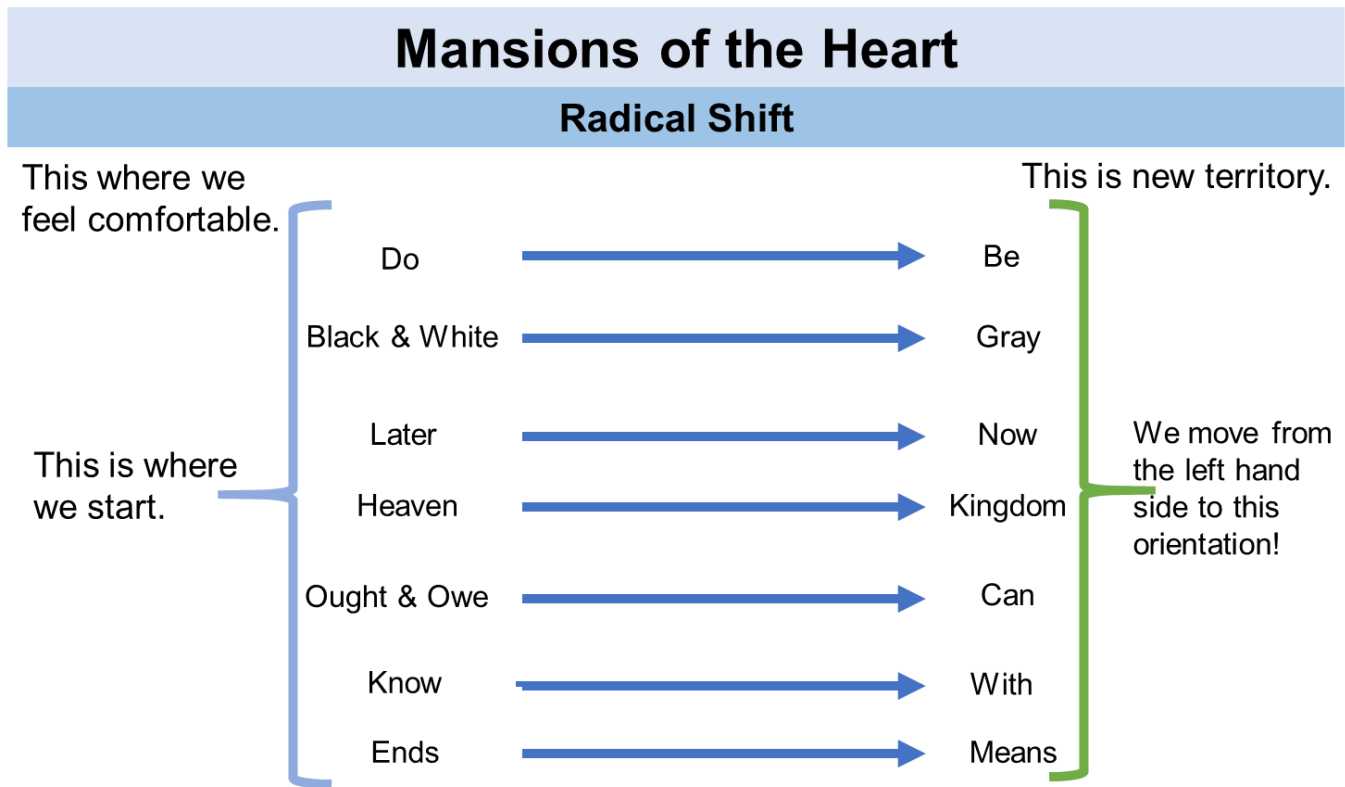 Mansions of the Heart
Radical Shift
This where we
feel comfortable.
This is new territory.
Do
Be
Black & White
Gray
Later
Now
Heaven
Kingdom
Ought & Owe
Can
Know
With
Ends
Means
This is where
we start.
We move from
the left hand
side to this
orientation!